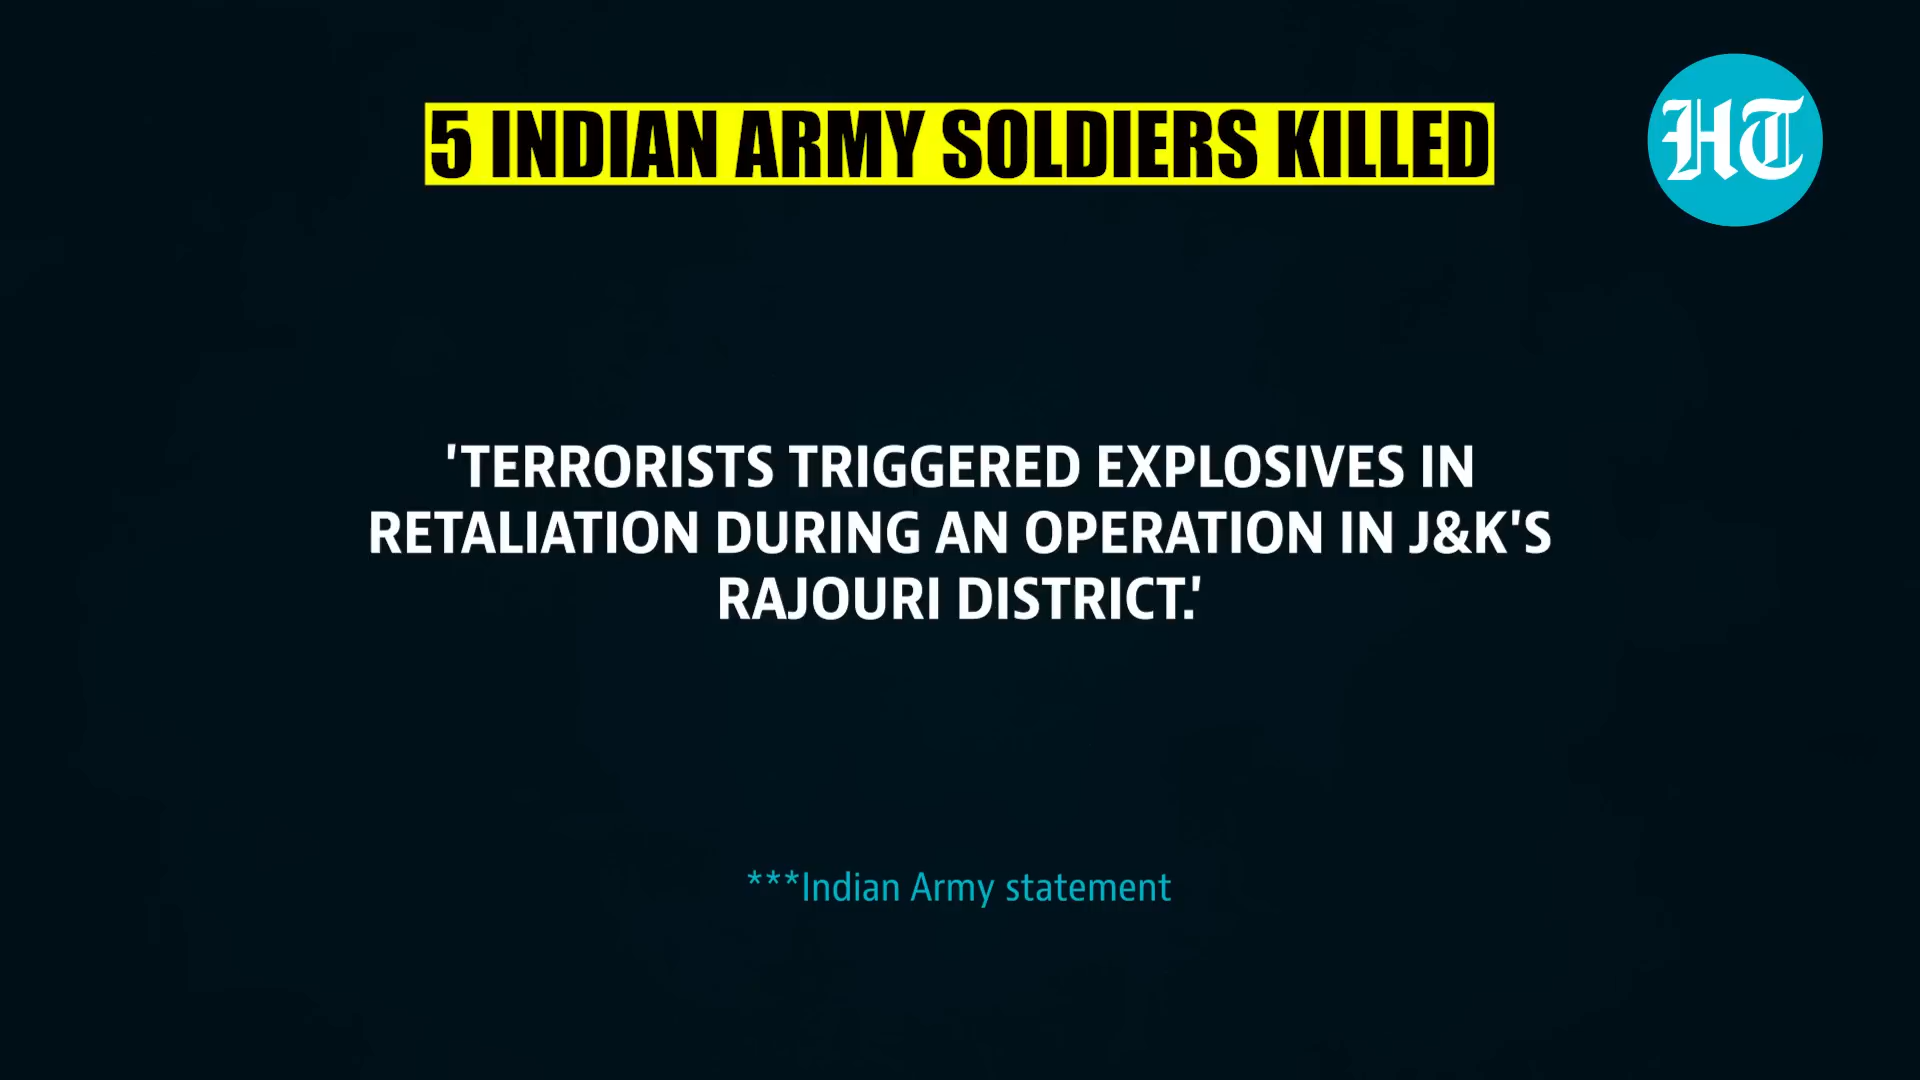 5 INDIAN ARMY SOLDIERS KILLED
HT
'TERRORISTS TRIGGERED EXPLOSIVES IN
RETALIATION DURING AN OPERATION IN J&K'S
RAJOURI DISTRICT.'
***Indian Army statement